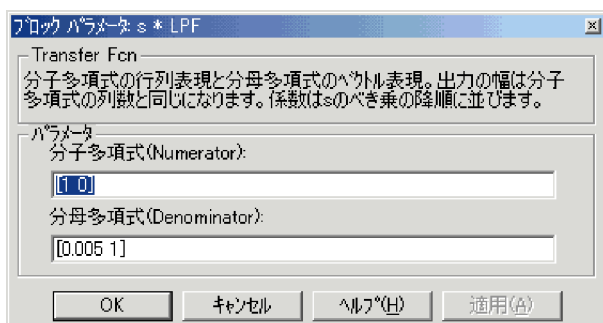 ブロック パラメータ: s * LPF
Transfer Fcn
分子多項式の行列表現と分母多項式のベクトル表現。出力の幅は分子
多項式の列数と同じになります。係数はsのべき乗の降順に並びます。
パラメータ
分子多項式(Numerator):
[1 0]
分母多項式(Denominator):
[0.005 1]
OK キャンセル ヘルプ(H) 適用(A)